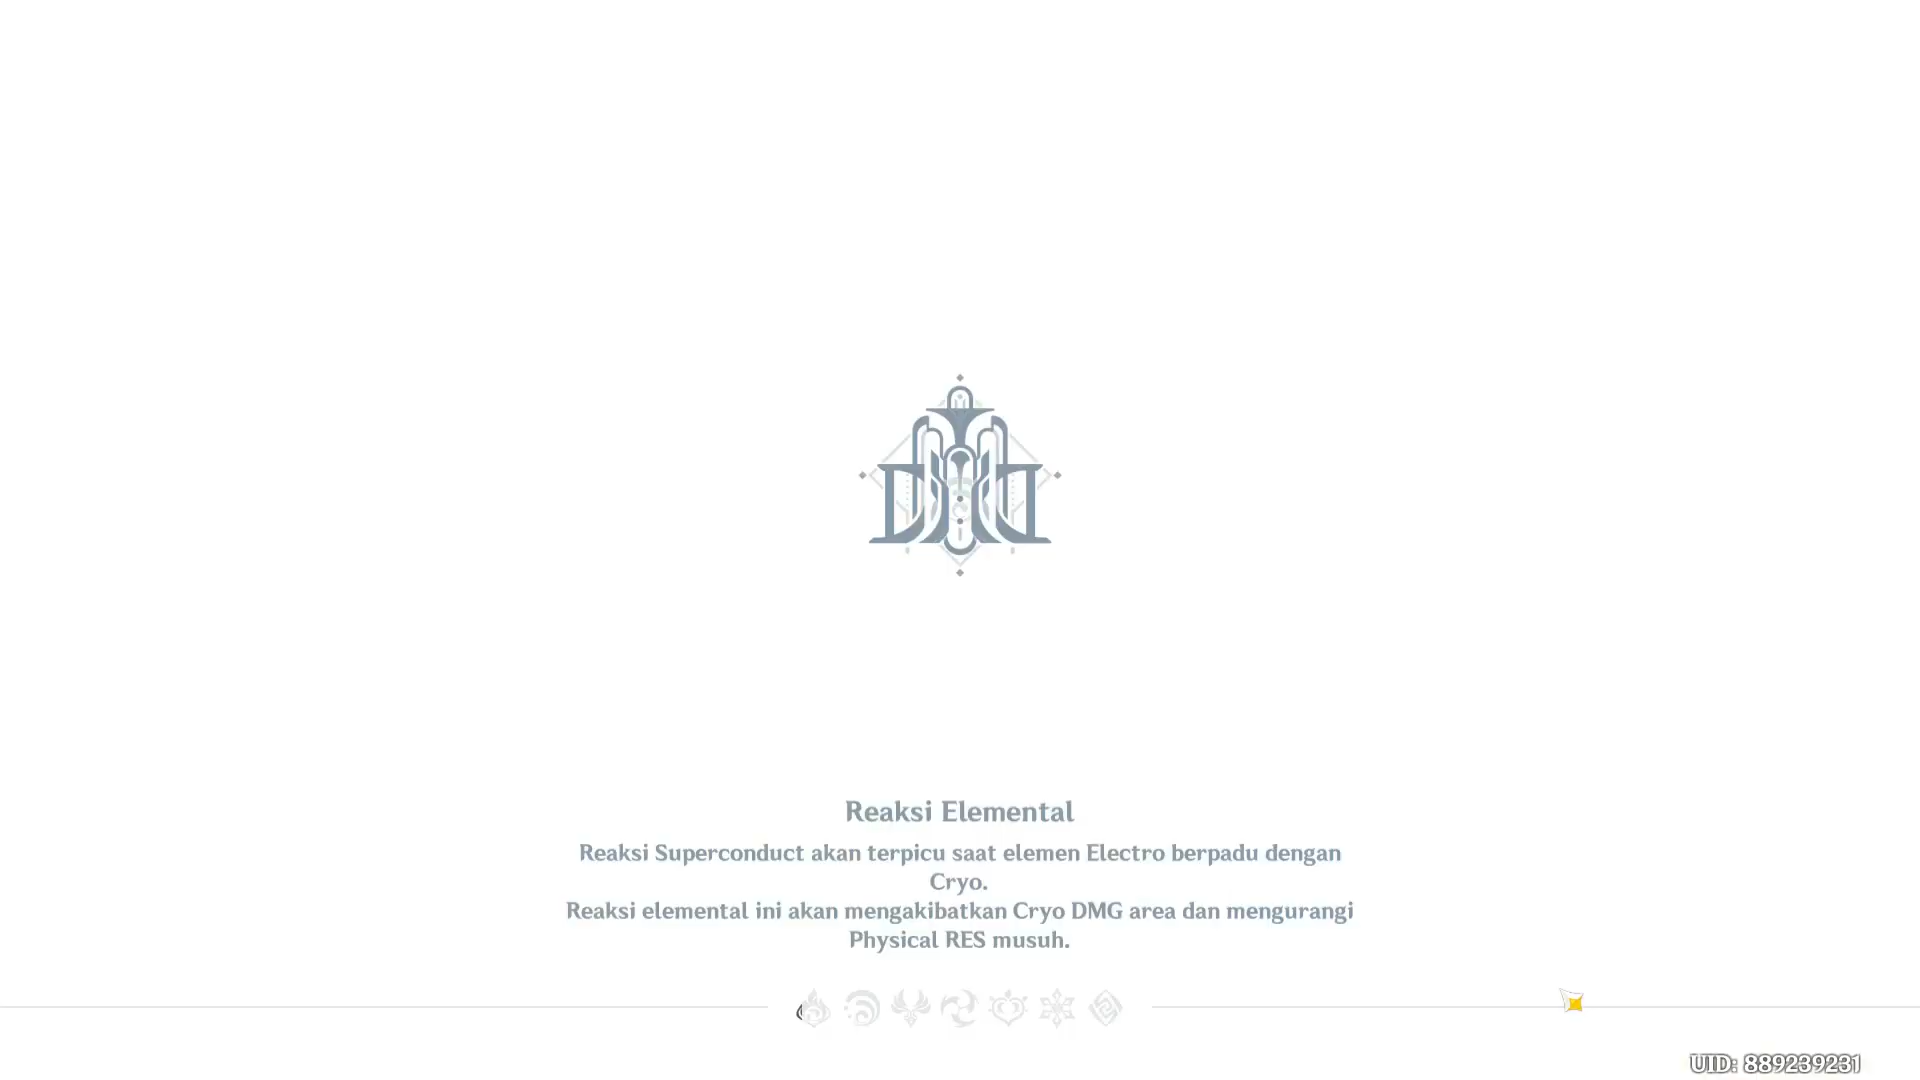 Reaksi Elemental
Reaksi Superconduct akan terpicu saat elemen Electro berpadu dengan
Cryo.
Reaksi elemental ini akan mengakibatkan Cryo DMG area dan mengurangi
Physical RES musuh.
UID: 889239231